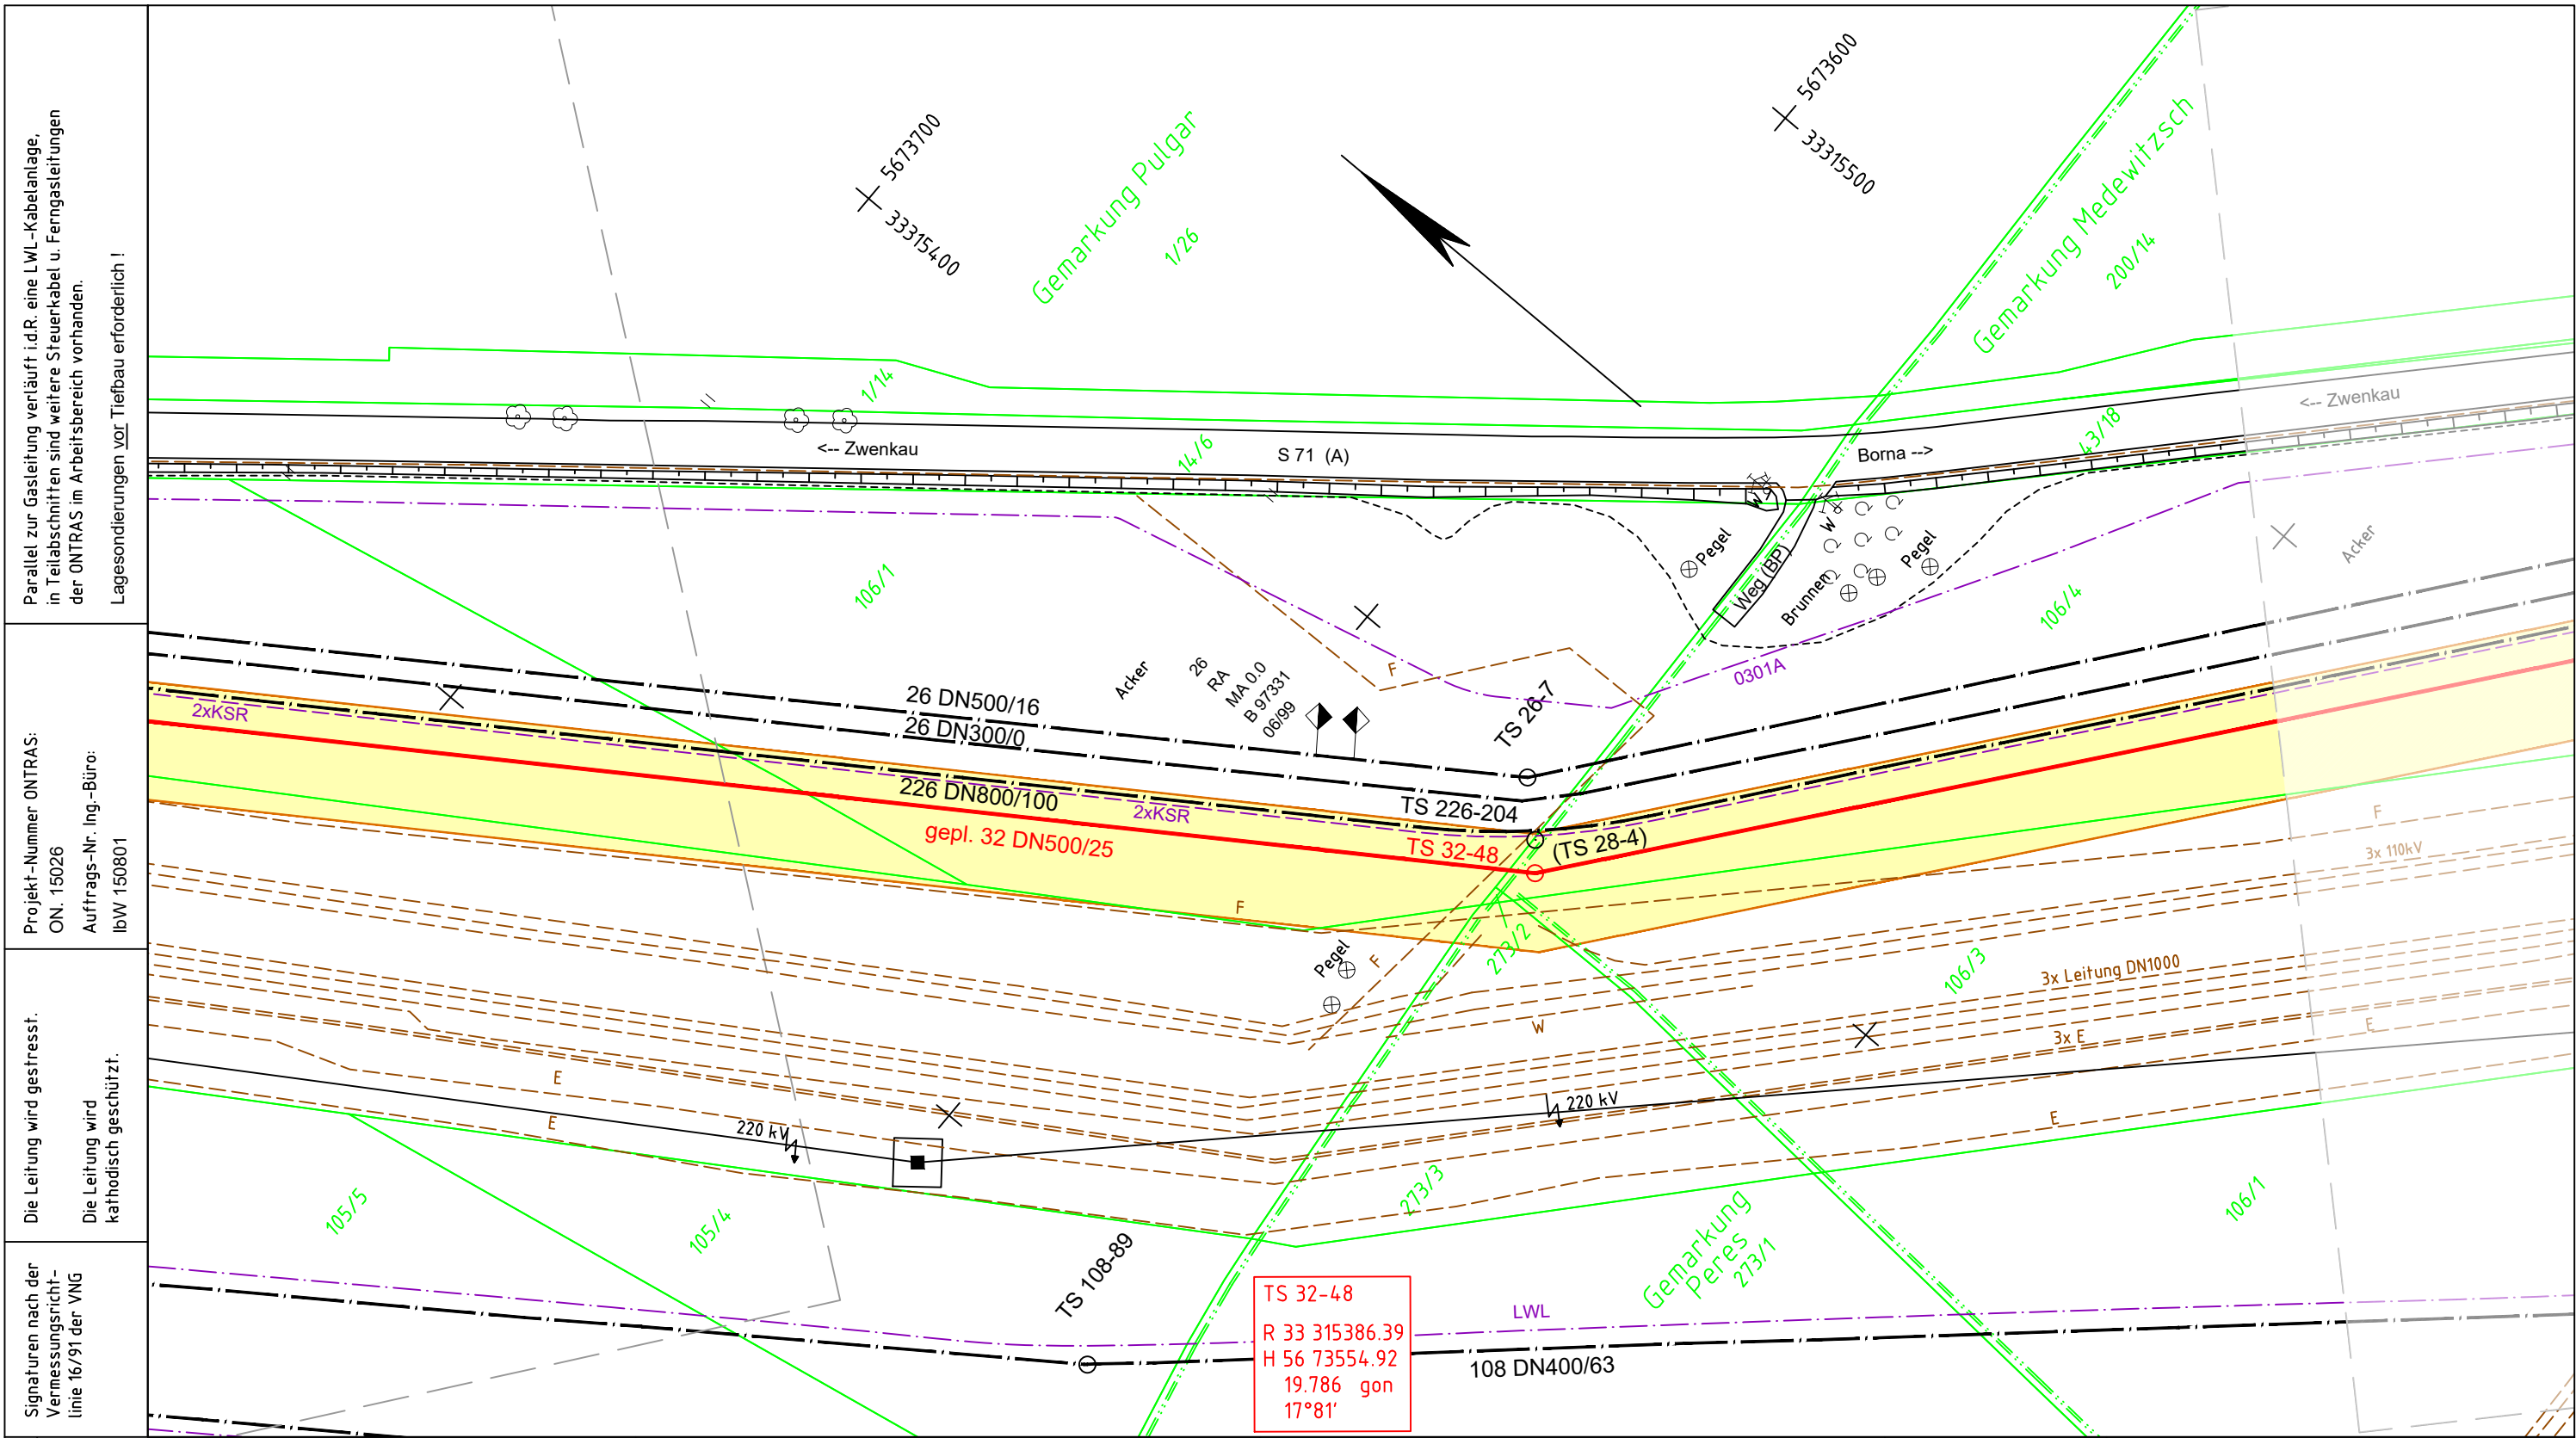 Parallel zur Gasleitung verläuft i.d.R. eine LWL-Kabelanlage,
in Teilabschnitten sind weitere Steuerkabel u. Ferngasleitungen
der ONTRAS im Arbeitsbereich vorhanden.
Lagesondierungen vor Tiefbau erforderlich !
Projekt-Nummer ONTRAS:
ON. 15026
Auftrags-Nr. Ing.-Büro:
IbW 150801
Die Leitung wird gestresst.
Die Leitung wird
kathodisch geschützt.
Signaturen nach der
Vermessungsricht-
linie 16/91 der VNG
5673700
33315400
Gemarkung Pulgar
1/26
5673600
33315500
Gemarkung Medewitzsch
200/14
1/14
<-- Zwenkau
14/6
S 71 (A)
Borna -->
43/18
<-- Zwenkau
W
W
Pegel
Weg (BP)
Brunnen
Pegel
Acker
106/1
106/4
0301A
F
Acker
26
RA
MA 0.0
B 97331
06/99
TS 26-7
2xKSR
26 DN500/16
26 DN300/0
226 DN800/100
2xKSR
TS 226-204
gepl. 32 DN500/25
TS 32-48
(TS 28-4)
F
3x 110kV
F
Pegel
F
273/2
106/3
3x Leitung DN1000
W
3x E
E
E
E
220 kV
220 kV
E
105/5
105/4
273/3
106/1
TS 108-89
Gemarkung
Peres
273/1
TS 32-48
R 33 315386.39
H 56 73554.92
19.786 gon
17°81'
LWL
108 DN400/63